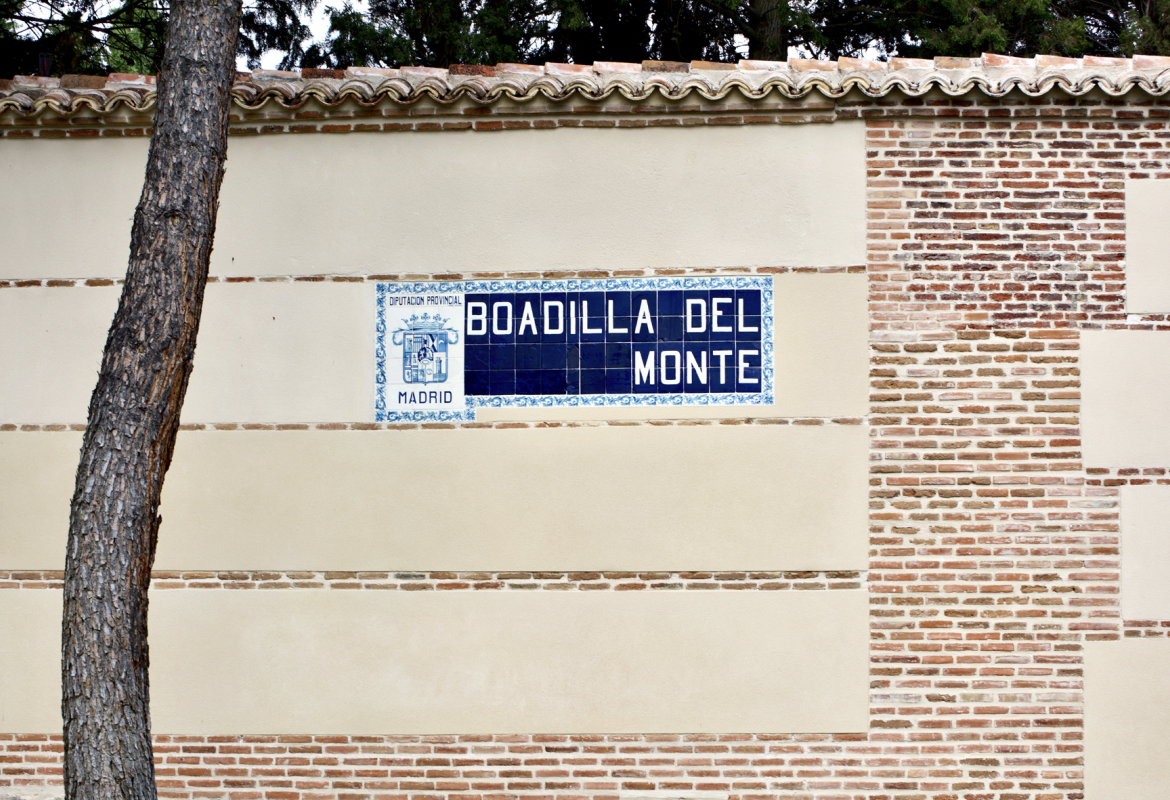 DIPUTACION PROVINCIAL
MADRID
BOADILLA DEL
MONTE